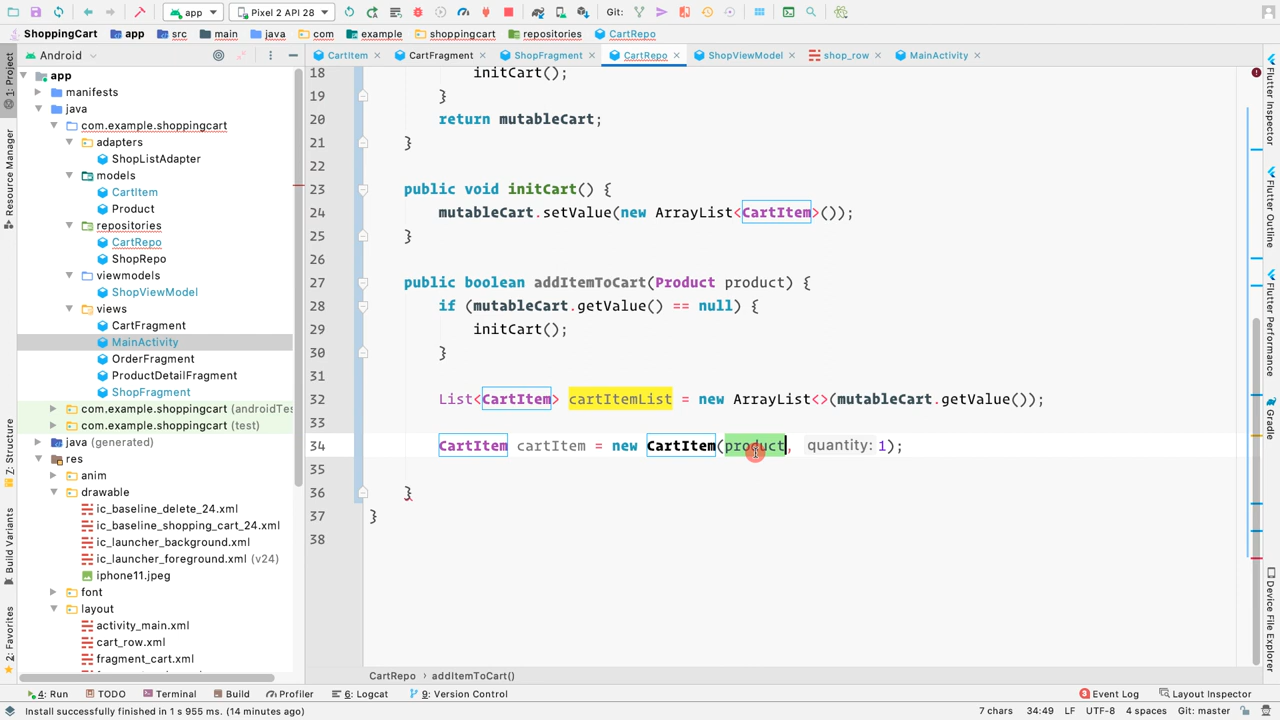 app
Pixel 2 API 28
Git:
ShoppingCart
app
src
main
java
com
example
shoppingcart
repositories
CartRepo
Android
CartItem
CartFragment
ShopFragment
CartRepo
ShopViewModel
shop_row
MainActivity
1: Project
Resource Manager
Z: Structure
Build Variants
2: Favorites
app
manifests
java
com.example.shoppingcart
adapters
ShopListAdapter
models
CartItem
Product
repositories
CartRepo
ShopRepo
viewmodels
ShopViewModel
views
CartFragment
MainActivity
OrderFragment
ProductDetailFragment
ShopFragment
com.example.shoppingcart (androidTes
com.example.shoppingcart (test)
java (generated)
res
anim
drawable
ic_baseline_delete_24.xml
ic_baseline_shopping_cart_24.xml
ic_launcher_background.xml
ic_launcher_foreground.xml (v24)
iphone11.jpeg
font
layout
activity_main.xml
cart_row.xml
fragment_cart.xml
18 initCart();
19 }
20 return mutableCart;
21 }
22
23 public void initCart() {
24 mutableCart.setValue(new ArrayList<CartItem>());
25 }
26
27 public boolean addItemToCart(Product product) {
28 if (mutableCart.getValue() == null) {
29 initCart();
30 }
31
32 List<CartItem> cartItemList = new ArrayList<>(mutableCart.getValue());
33
34 CartItem cartItem = new CartItem(product, quantity: 1);
35
36 }
37 }
38
CartRepo › addItemToCart()
Flutter Inspector
Flutter Outline
Flutter Performance
Gradle
Device File Explorer
4: Run
TODO
Terminal
Build
Profiler
6: Logcat
9: Version Control
3 Event Log
Layout Inspector
Install successfully finished in 1 s 955 ms. (14 minutes ago)
7 chars
34:49
LF
UTF-8
4 spaces
Git: master